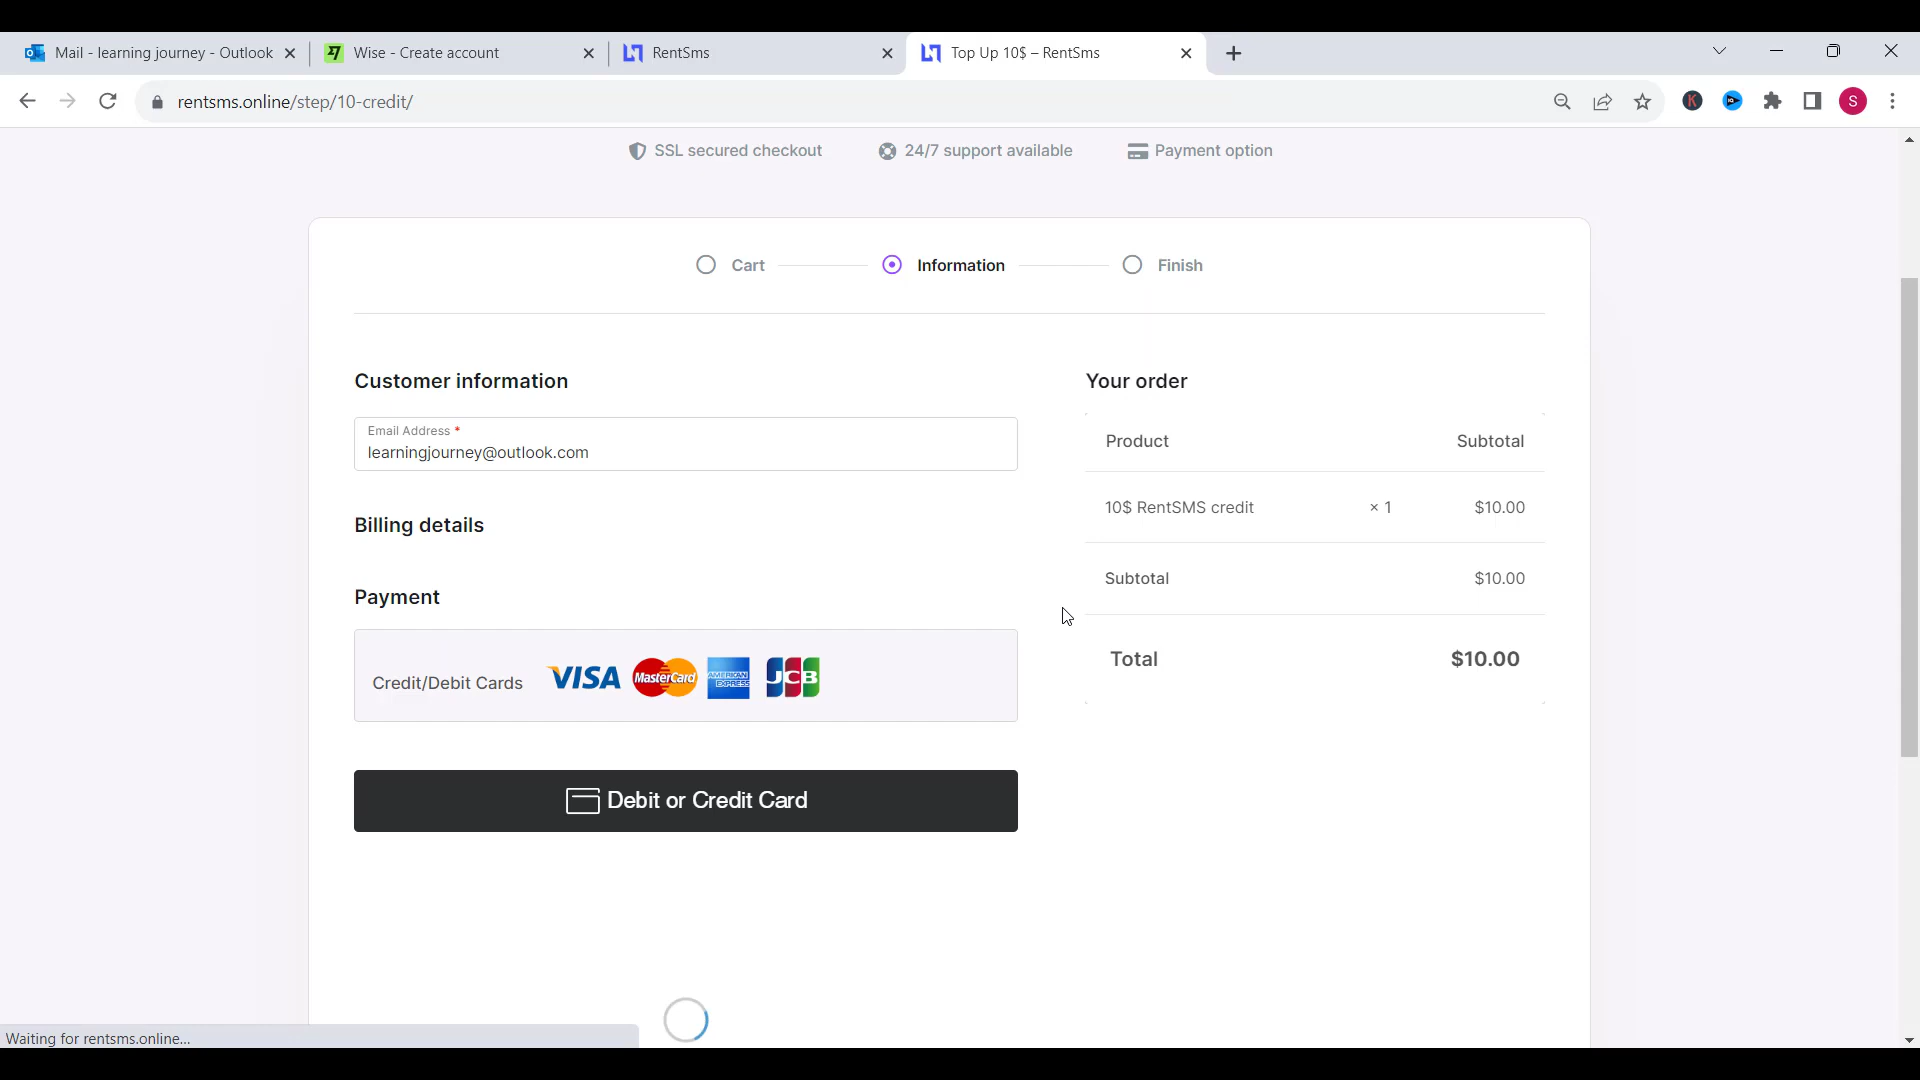 Mail - learning journey - Outlook
Wise - Create account
RentSms
Top Up 10$ – RentSms
rentsms.online/step/10-credit/
K
S
SSL secured checkout
24/7 support available
Payment option
Cart
Information
Finish
Customer information
Your order
Email Address *
learningjourney@outlook.com
Product
Subtotal
10$ RentSMS credit
× 1
$10.00
Billing details
Subtotal
$10.00
Payment
Total
$10.00
Credit/Debit Cards
VISA
MasterCard
AMERICAN EXPRESS
JCB
Debit or Credit Card
Waiting for rentsms.online...